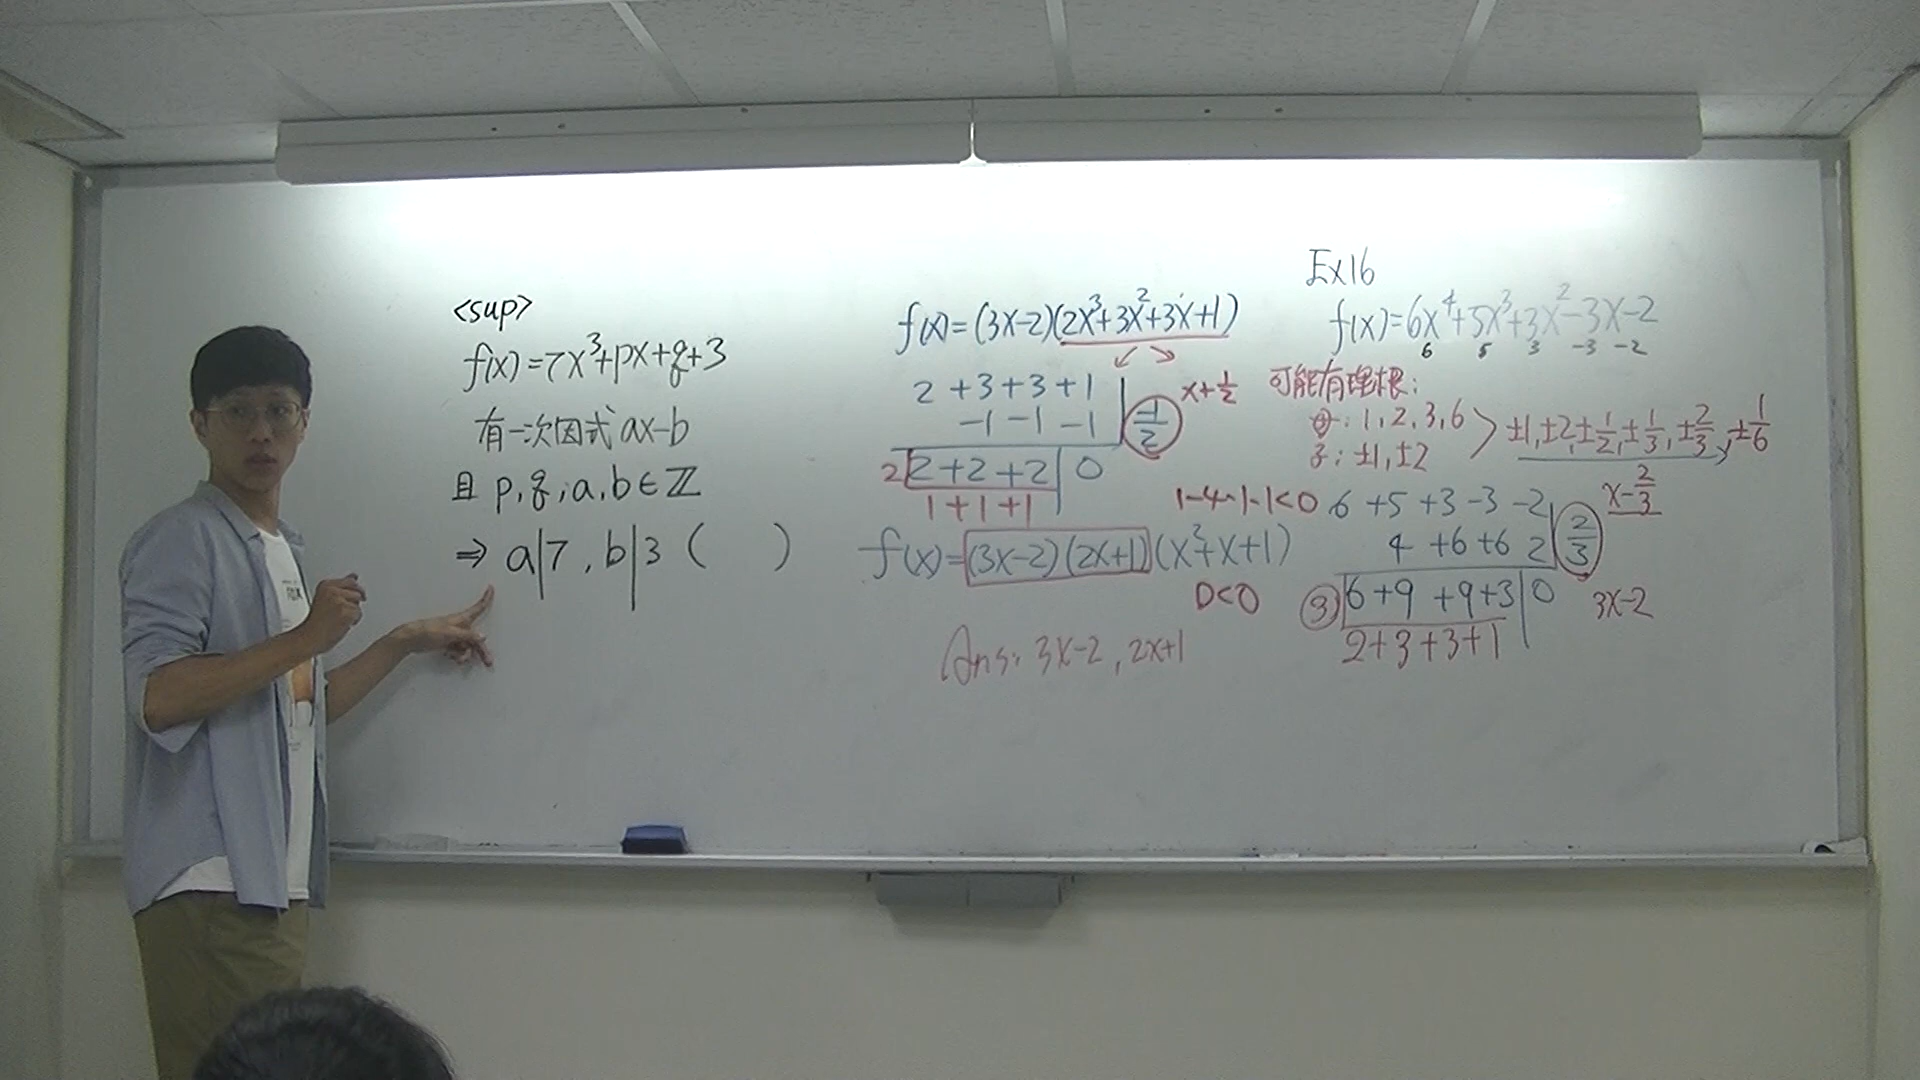 <sup>
f(x)=7x³+px+q+3
有一次因式 ax-b
且 p,q,a,b∈ℤ
⇒ a|7, b|3 (    )
f(x)=(3x-2)(2x³+3x²+3x+1)
2+3+3+1
-1-1-1
-1/2
x+1/2
2 2+2+2 0
1+1+1
f(x)=(3x-2)(2x+1)(x²+x+1)
D<0
Ans: 3x-2, 2x+1
Ex16
f(x)=6x⁴+5x³+3x²-3x-2
6 5 3 -3 -2
可能有理根:
母: 1,2,3,6
子: ±1,±2
±1,±2,±1/2,±1/3,±2/3,±1/6
1-4·1·1<0
6+5+3-3-2
2/3
x-2/3
4+6+6 2
3 6+9+9+3 0
3x-2
2+3+3+1